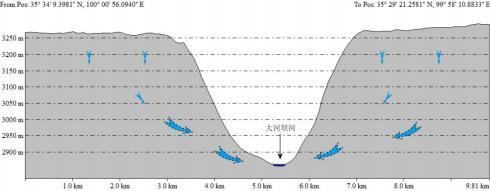 From Pos: 35° 34' 9.3981" N, 100° 00' 56.0940" E
To Pos: 35° 29' 21.2581" N, 99° 58' 10.8833" E
3250 m
3200 m
3150 m
3100 m
3050 m
3000 m
2950 m
2900 m
大河坝河
1.0 km
2.0 km
3.0 km
4.0 km
5.0 km
6.0 km
7.0 km
8.0 km
9.81 km